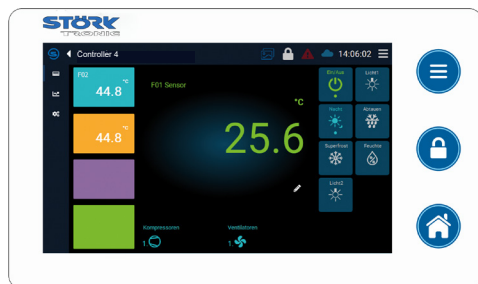 STÖRK
TRONIC
Controller 4
14:06:02
F02
°C
44.8
°C
44.8
F01 Sensor
°C
25.6
Ein/Aus
Licht1
Nacht
Abtauen
Superfrost
Feuchte
Licht2
Kompressoren
Ventilatoren
1.
1.